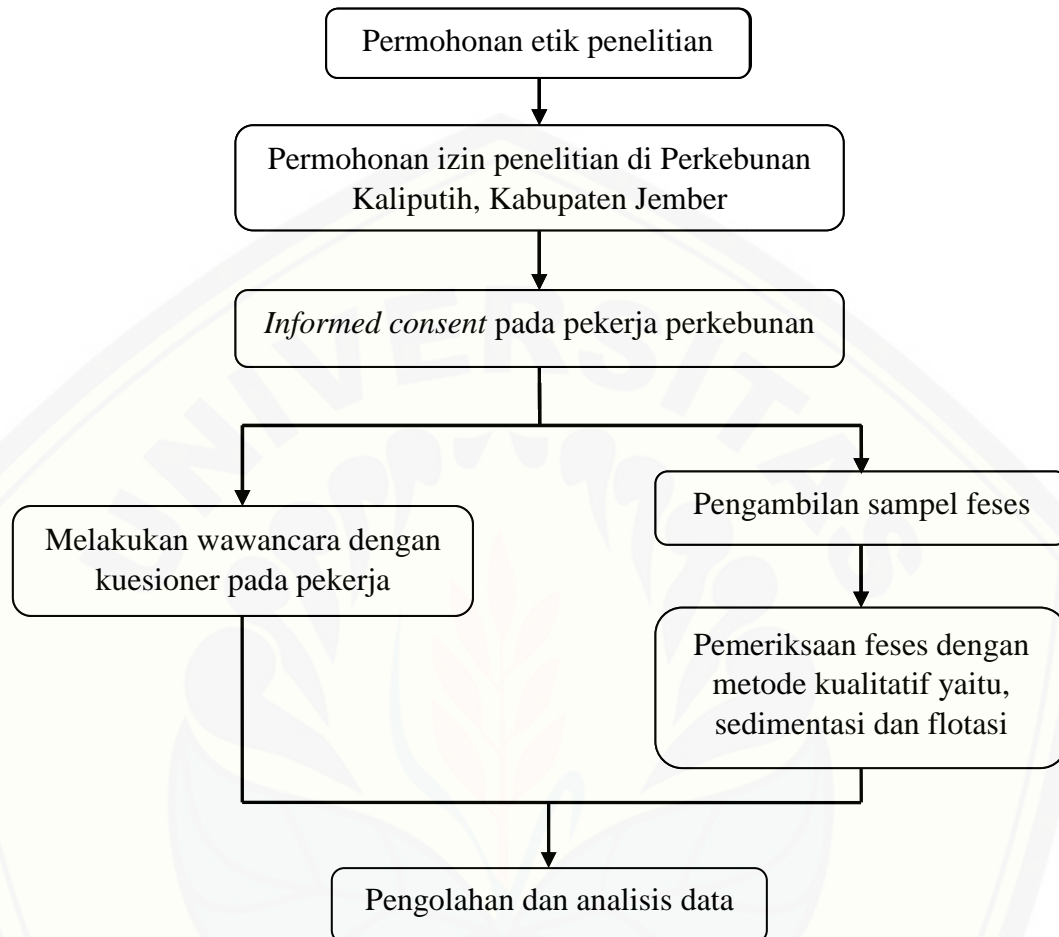 Permohonan etik penelitian
Permohonan izin penelitian di Perkebunan
Kaliputih, Kabupaten Jember
Informed consent pada pekerja perkebunan
Melakukan wawancara dengan
kuesioner pada pekerja
Pengambilan sampel feses
Pemeriksaan feses dengan
metode kualitatif yaitu,
sedimentasi dan flotasi
Pengolahan dan analisis data
UNIVERSITAS